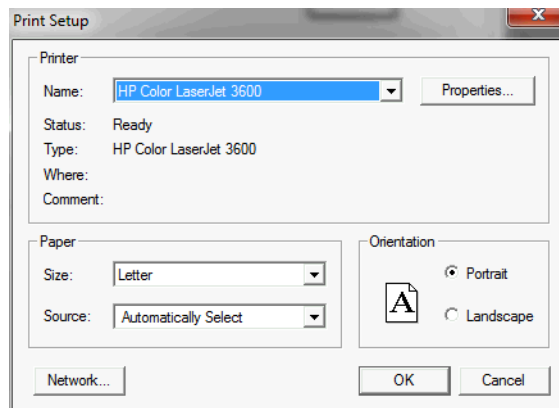 Print Setup
X
Printer
Name: HP Color LaserJet 3600 Properties...
Status: Ready
Type: HP Color LaserJet 3600
Where:
Comment:
Paper
Size: Letter
Source: Automatically Select
Orientation
A
Portrait
Landscape
Network... OK Cancel